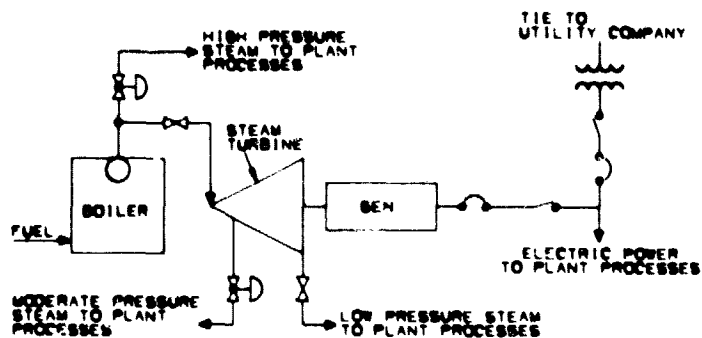 HIGH PRESSURE
STEAM TO PLANT
PROCESSES
TIE TO
UTILITY COMPANY
STEAM
TURBINE
BOILER
GEN
FUEL
ELECTRIC POWER
TO PLANT PROCESSES
MODERATE PRESSURE
STEAM TO PLANT
PROCESSES
LOW PRESSURE STEAM
TO PLANT PROCESSES